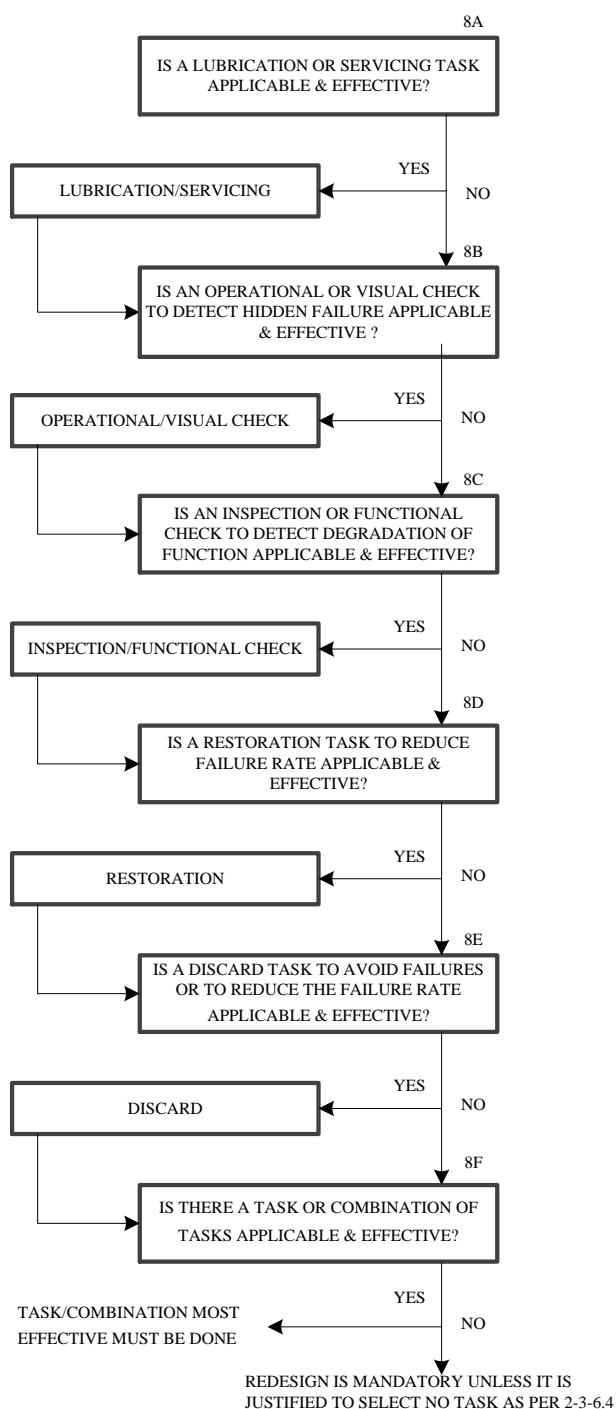 8A
IS A LUBRICATION OR SERVICING TASK
APPLICABLE & EFFECTIVE?
YES
LUBRICATION/SERVICING
NO
8B
IS AN OPERATIONAL OR VISUAL CHECK
TO DETECT HIDDEN FAILURE APPLICABLE
& EFFECTIVE ?
YES
OPERATIONAL/VISUAL CHECK
NO
8C
IS AN INSPECTION OR FUNCTIONAL
CHECK TO DETECT DEGRADATION OF
FUNCTION APPLICABLE & EFFECTIVE?
YES
INSPECTION/FUNCTIONAL CHECK
NO
8D
IS A RESTORATION TASK TO REDUCE
FAILURE RATE APPLICABLE &
EFFECTIVE?
YES
RESTORATION
NO
8E
IS A DISCARD TASK TO AVOID FAILURES
OR TO REDUCE THE FAILURE RATE
APPLICABLE & EFFECTIVE?
YES
DISCARD
NO
8F
IS THERE A TASK OR COMBINATION OF
TASKS APPLICABLE & EFFECTIVE?
YES
TASK/COMBINATION MOST
EFFECTIVE MUST BE DONE
NO
REDESIGN IS MANDATORY UNLESS IT IS
JUSTIFIED TO SELECT NO TASK AS PER 2-3-6.4